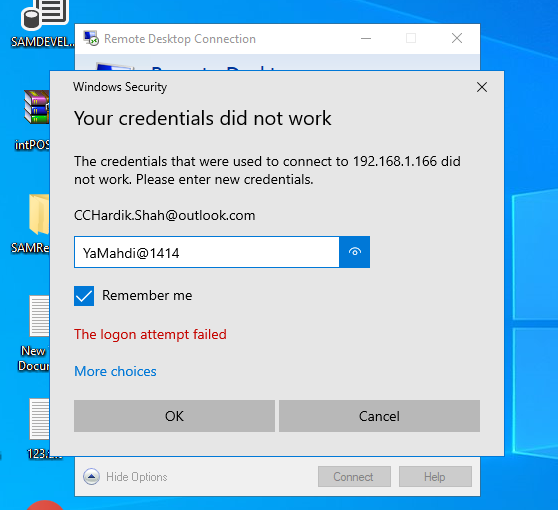 SAMDEVEL...
Remote Desktop Connection
Windows Security
Your credentials did not work
intPOS
The credentials that were used to connect to 192.168.1.166 did
not work. Please enter new credentials.
CCHardik.Shah@outlook.com
YaMahdi@1414
SAMRe
Remember me
The logon attempt failed
New
Docum
More choices
OK
Cancel
Hide Options
Connect
Help